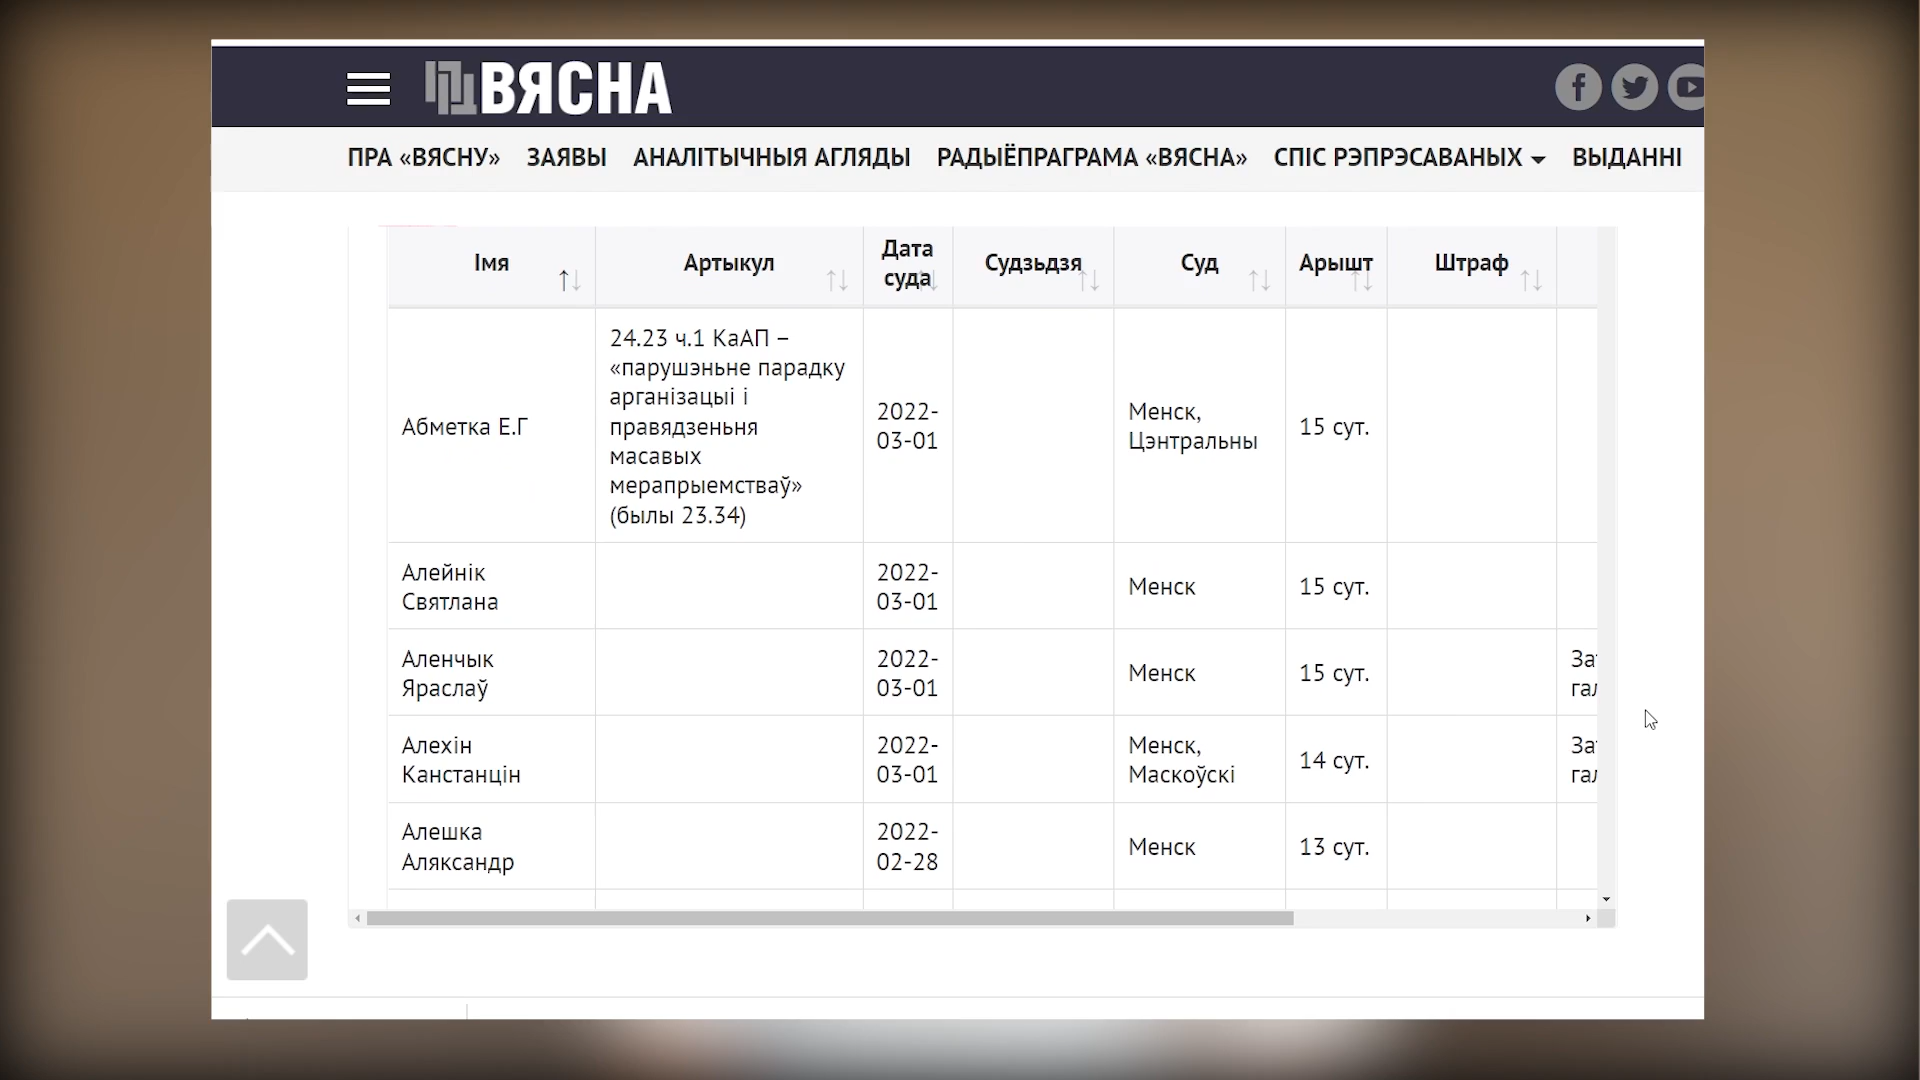 ВЯСНА
ПРА «ВЯСНУ» ЗАЯВЫ АНАЛІТЫЧНЫЯ АГЛЯДЫ РАДЫЁПРАГРАМА «ВЯСНА» СПІС РЭПРЭСАВАНЫХ ВЫДАННІ
Імя Артыкул Дата суда Судзьдзя Суд Арышт Штраф
24.23 ч.1 КаАП –
«парушэньне парадку
арганізацыі і
правядзеньня
масавых
мерапрыемстваў»
(былы 23.34)
Абметка Е.Г
2022-
03-01
Менск,
Цэнтральны
15 сут.
Алейнік
Святлана
2022-
03-01
Менск
15 сут.
Аленчык
Яраслаў
2022-
03-01
Менск
15 сут.
Алехін
Канстанцін
2022-
03-01
Менск,
Маскоўскі
14 сут.
Алешка
Аляксандр
2022-
02-28
Менск
13 сут.